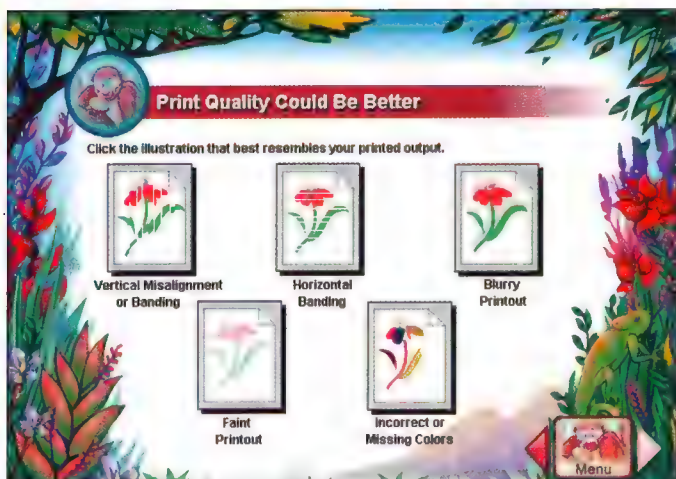 Print Quality Could Be Better
Click the illustration that best resembles your printed output.
Vertical Misalignment
or Banding
Horizontal
Banding
Blurry
Printout
Faint
Printout
Incorrect or
Missing Colors
Menu